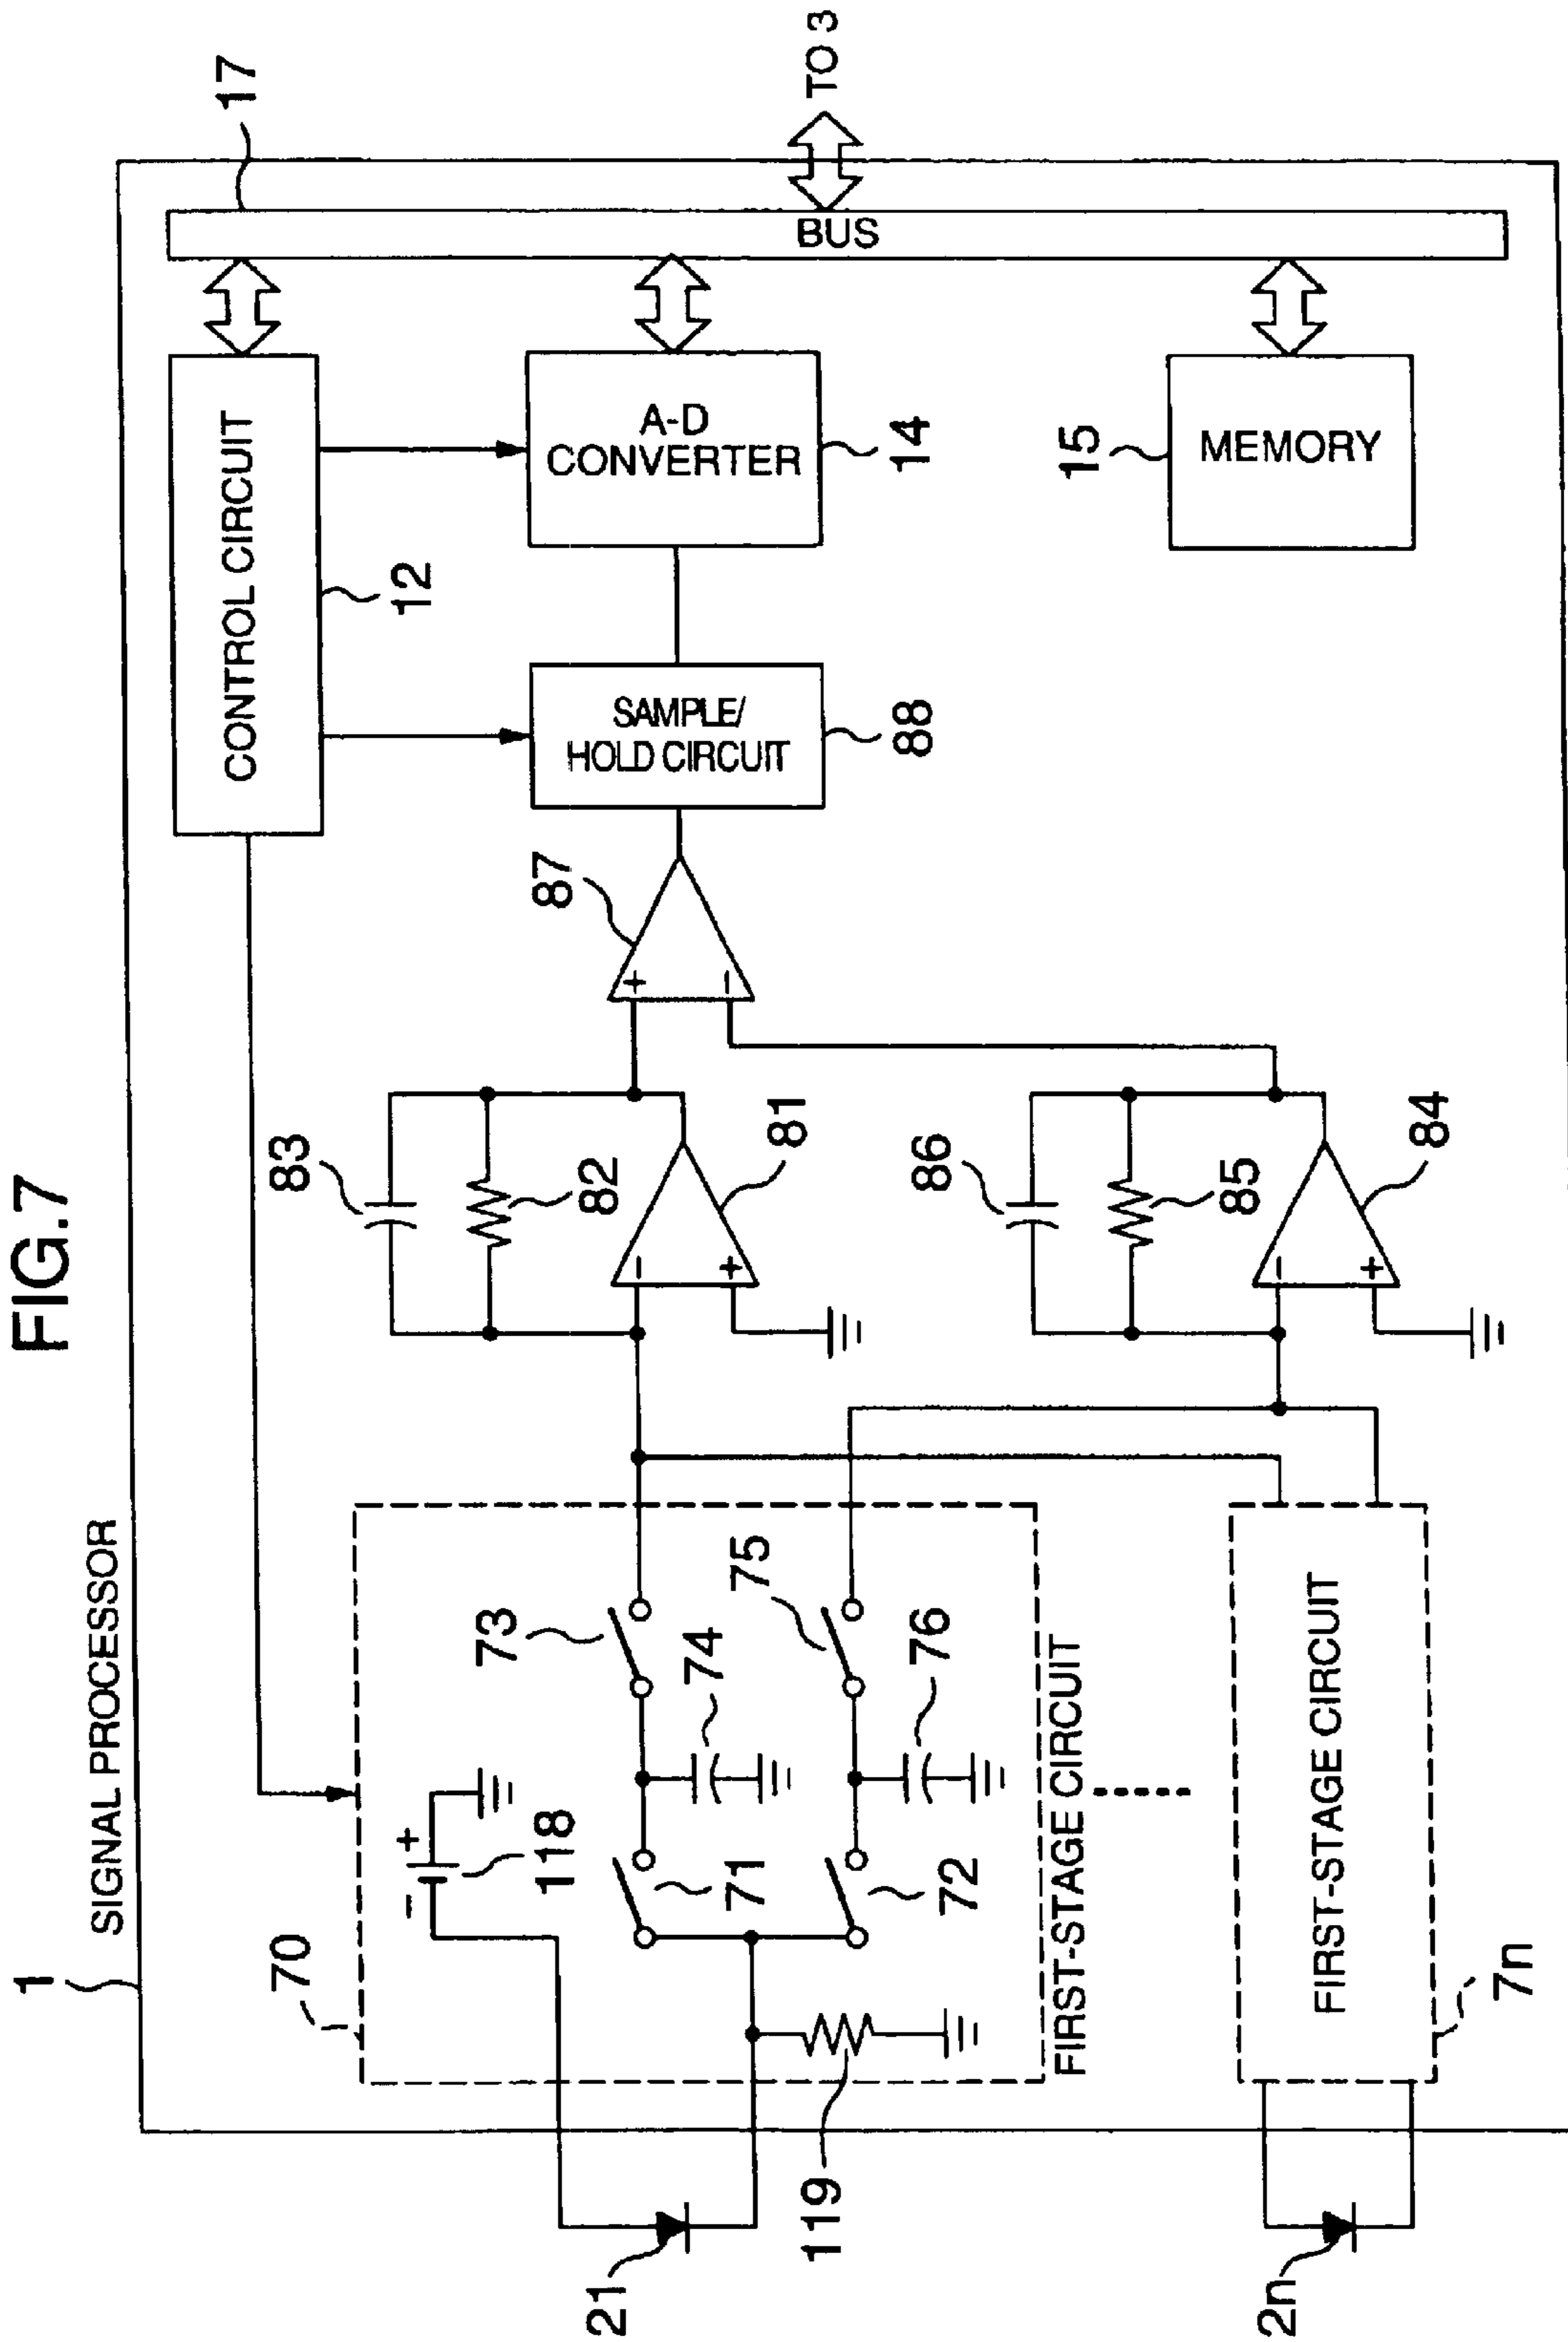 FIG.7
1
SIGNAL PROCESSOR
17
CONTROL CIRCUIT
12
BUS
TO 3
70
118
+
−
71
72
73
74
75
76
FIRST-STAGE CIRCUIT
83
82
−
+
81
86
85
−
+
84
87
+
−
SAMPLE/
HOLD CIRCUIT
88
A-D
CONVERTER
14
15
MEMORY
21
119
2n
FIRST-STAGE CIRCUIT
7n